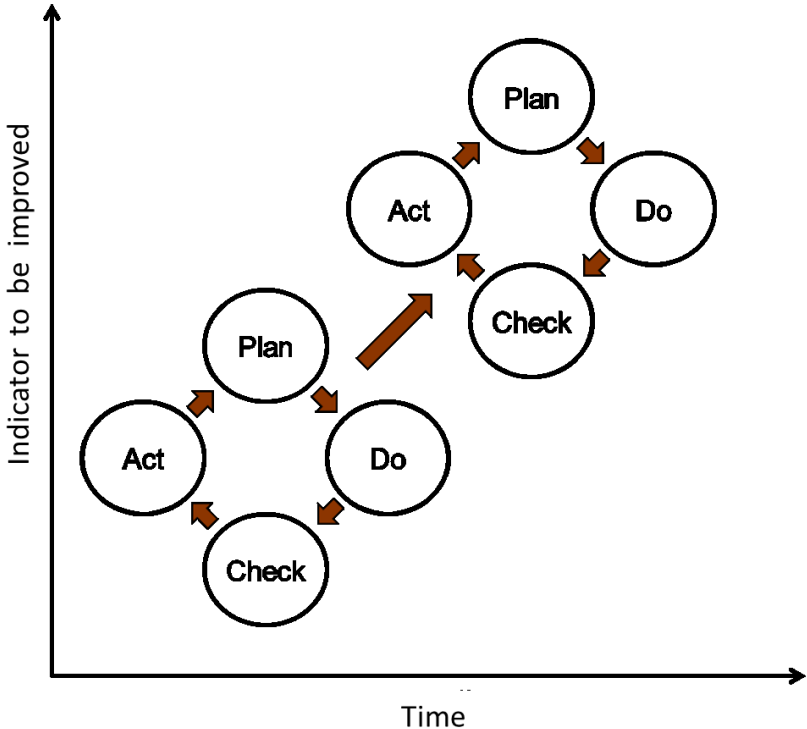 Plan
Act
Do
Check
Plan
Act
Do
Check
Indicator to be improved
Time